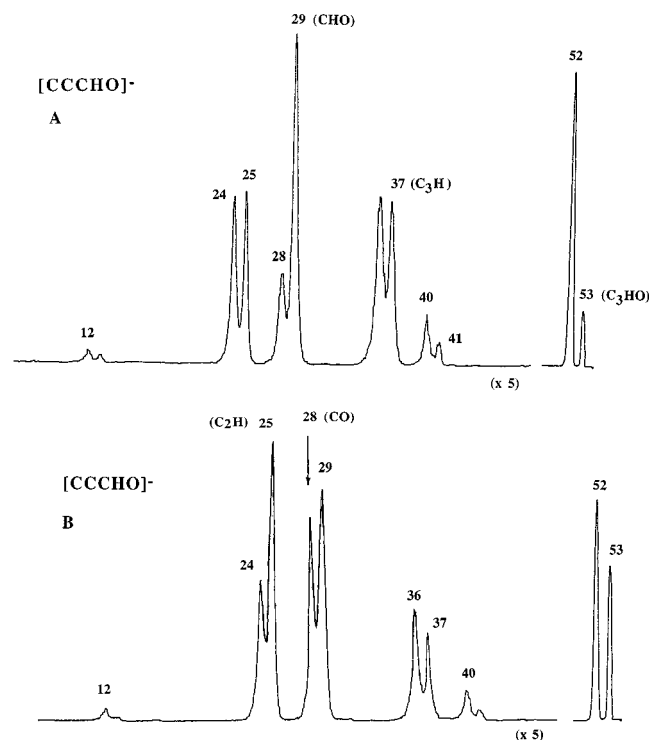 29 (CHO)
52
[CCCHO]-
A
24
25
37 (C3H)
28
40
53 (C3HO)
12
41
(x 5)
(C2H) 25
28 (CO)
[CCCHO]-
29
52
B
53
24
36
37
12
40
(x 5)